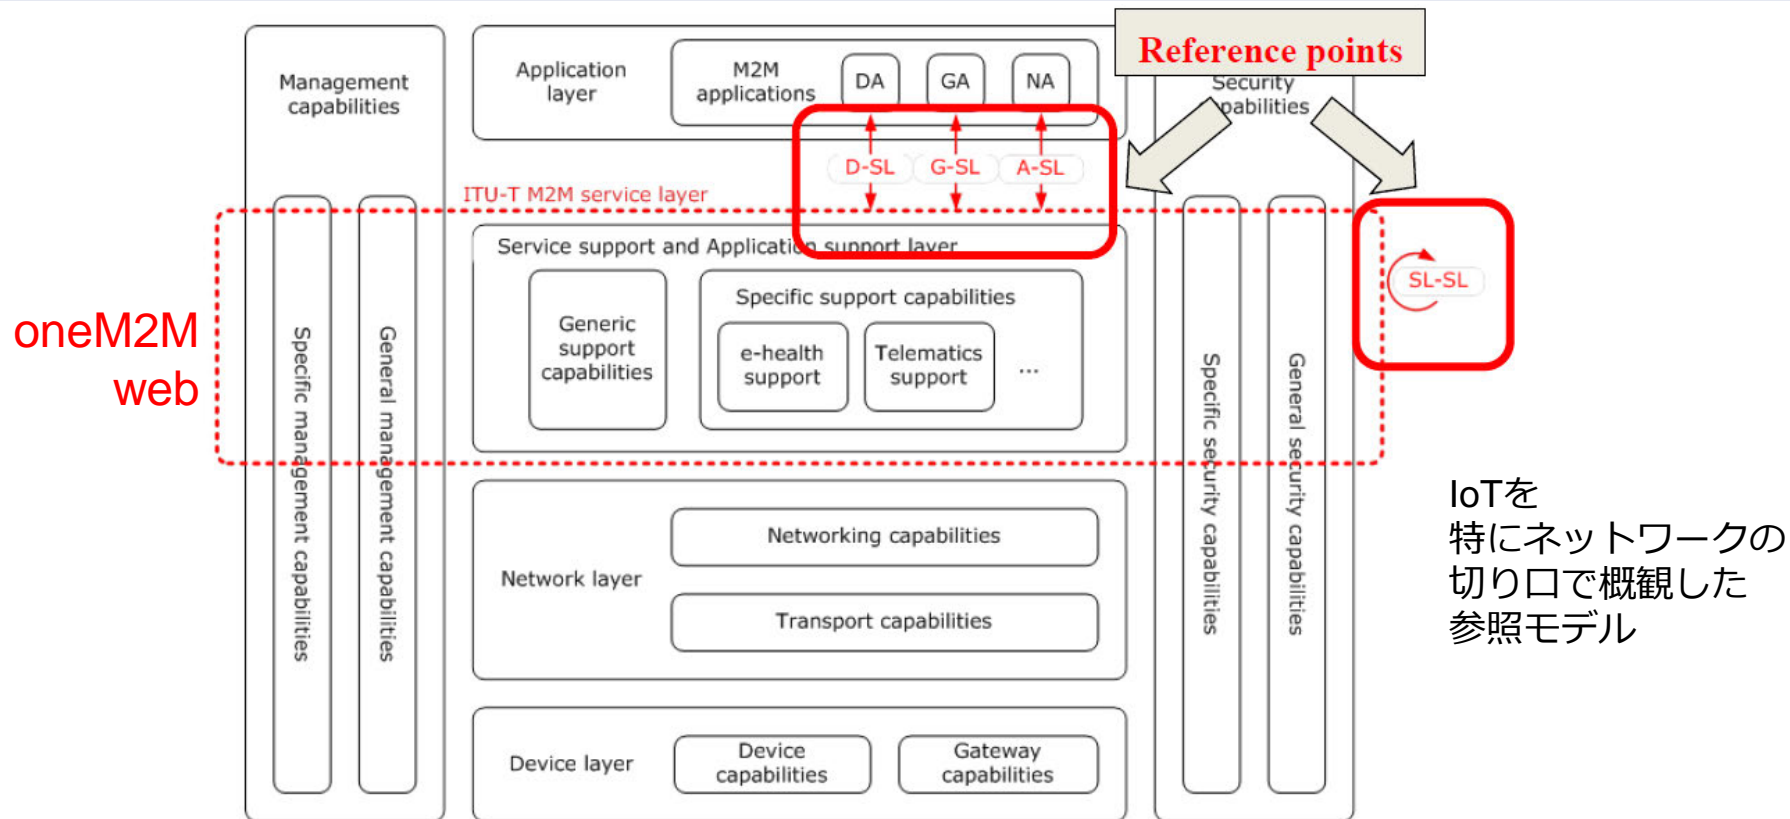 Reference points
Management
capabilities
Application
layer
M2M
applications
DA
GA
NA
Security
capabilities
D-SL
G-SL
A-SL
ITU-T M2M service layer
Service support and Application support layer
SL-SL
oneM2M
web
Generic
support
capabilities
Specific support capabilities
e-health
support
Telematics
support
...
Specific management capabilities
General management capabilities
Specific security capabilities
General security capabilities
Network layer
Networking capabilities
Transport capabilities
IoTを
特にネットワークの
切り口で概観した
参照モデル
Device layer
Device
capabilities
Gateway
capabilities